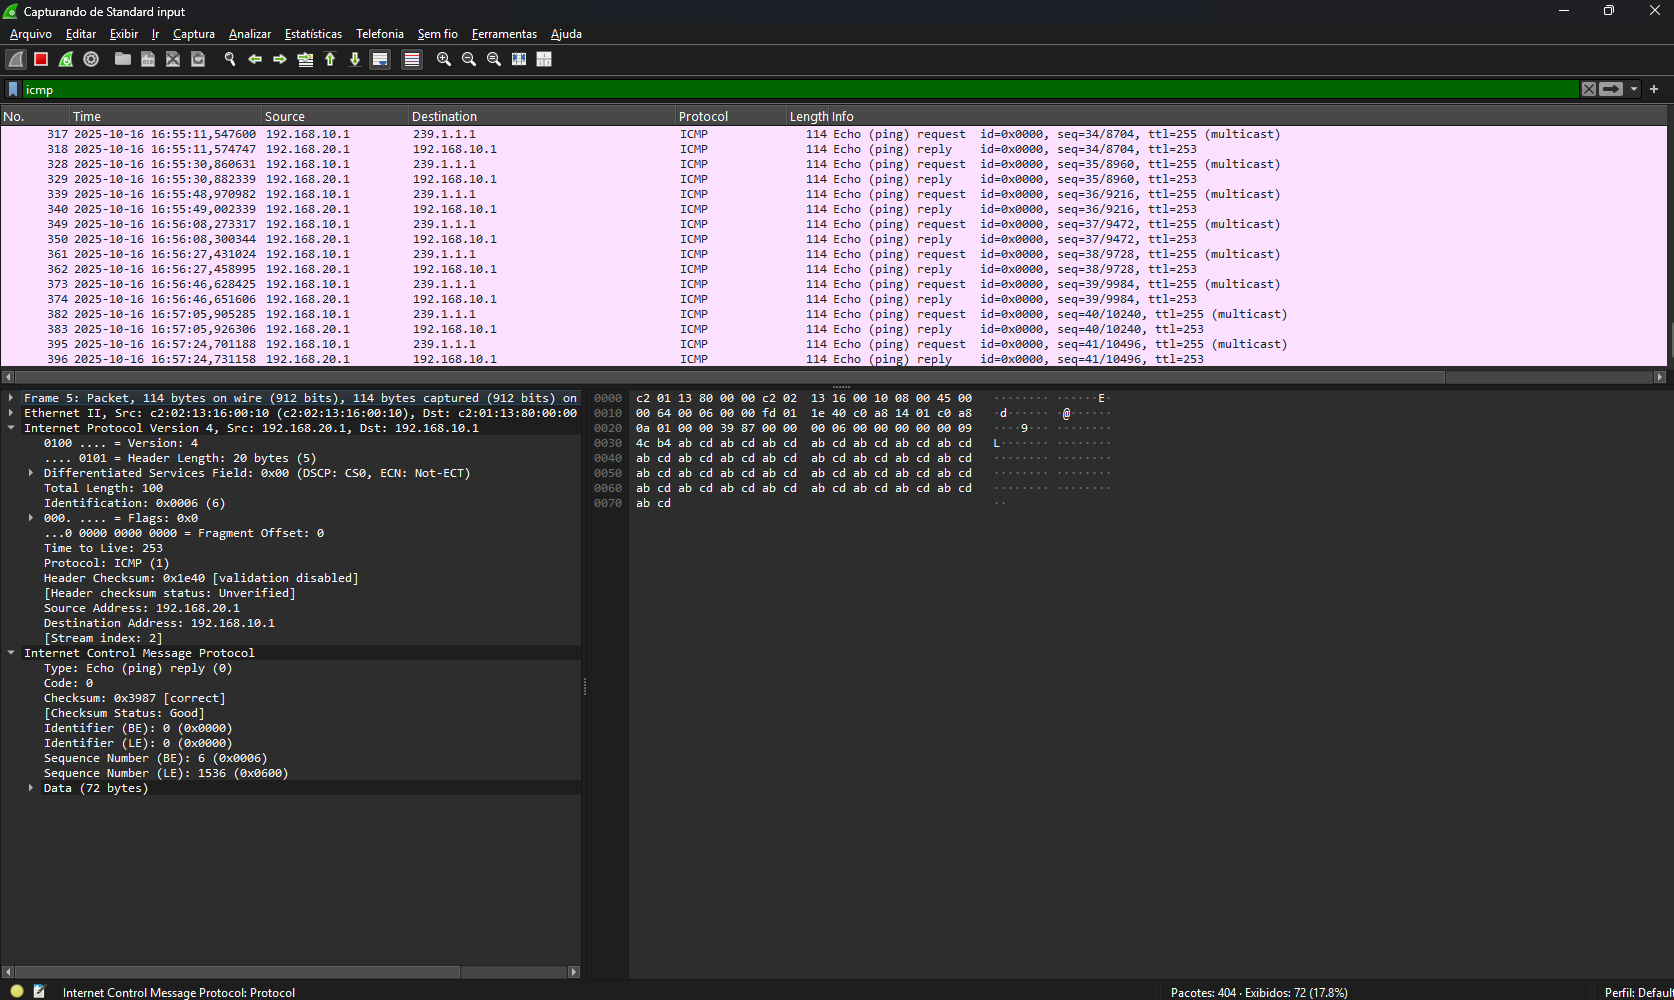 Capturando de Standard input
Arquivo Editar Exibir Ir Captura Analizar Estatísticas Telefonia Sem fio Ferramentas Ajuda
icmp
No. Time Source Destination Protocol Length Info
317 2025-10-16 16:55:11,547600 192.168.10.1 239.1.1.1 ICMP 114 Echo (ping) request id=0x0000, seq=34/8704, ttl=255 (multicast)
318 2025-10-16 16:55:11,574747 192.168.20.1 192.168.10.1 ICMP 114 Echo (ping) reply id=0x0000, seq=34/8704, ttl=253
328 2025-10-16 16:55:30,860631 192.168.10.1 239.1.1.1 ICMP 114 Echo (ping) request id=0x0000, seq=35/8960, ttl=255 (multicast)
329 2025-10-16 16:55:30,882339 192.168.20.1 192.168.10.1 ICMP 114 Echo (ping) reply id=0x0000, seq=35/8960, ttl=253
339 2025-10-16 16:55:48,970982 192.168.10.1 239.1.1.1 ICMP 114 Echo (ping) request id=0x0000, seq=36/9216, ttl=255 (multicast)
340 2025-10-16 16:55:49,002339 192.168.20.1 192.168.10.1 ICMP 114 Echo (ping) reply id=0x0000, seq=36/9216, ttl=253
349 2025-10-16 16:56:08,273317 192.168.10.1 239.1.1.1 ICMP 114 Echo (ping) request id=0x0000, seq=37/9472, ttl=255 (multicast)
350 2025-10-16 16:56:08,300344 192.168.20.1 192.168.10.1 ICMP 114 Echo (ping) reply id=0x0000, seq=37/9472, ttl=253
361 2025-10-16 16:56:27,431024 192.168.10.1 239.1.1.1 ICMP 114 Echo (ping) request id=0x0000, seq=38/9728, ttl=255 (multicast)
362 2025-10-16 16:56:27,458995 192.168.20.1 192.168.10.1 ICMP 114 Echo (ping) reply id=0x0000, seq=38/9728, ttl=253
373 2025-10-16 16:56:46,628425 192.168.10.1 239.1.1.1 ICMP 114 Echo (ping) request id=0x0000, seq=39/9984, ttl=255 (multicast)
374 2025-10-16 16:56:46,651606 192.168.20.1 192.168.10.1 ICMP 114 Echo (ping) reply id=0x0000, seq=39/9984, ttl=253
382 2025-10-16 16:57:05,905285 192.168.10.1 239.1.1.1 ICMP 114 Echo (ping) request id=0x0000, seq=40/10240, ttl=255 (multicast)
383 2025-10-16 16:57:05,926306 192.168.20.1 192.168.10.1 ICMP 114 Echo (ping) reply id=0x0000, seq=40/10240, ttl=253
395 2025-10-16 16:57:24,701188 192.168.10.1 239.1.1.1 ICMP 114 Echo (ping) request id=0x0000, seq=41/10496, ttl=255 (multicast)
396 2025-10-16 16:57:24,731158 192.168.20.1 192.168.10.1 ICMP 114 Echo (ping) reply id=0x0000, seq=41/10496, ttl=253
Frame 5: Packet, 114 bytes on wire (912 bits), 114 bytes captured (912 bits) on
Ethernet II, Src: c2:02:13:16:00:10 (c2:02:13:16:00:10), Dst: c2:01:13:80:00:00
Internet Protocol Version 4, Src: 192.168.20.1, Dst: 192.168.10.1
0100 .... = Version: 4
.... 0101 = Header Length: 20 bytes (5)
Differentiated Services Field: 0x00 (DSCP: CS0, ECN: Not-ECT)
Total Length: 100
Identification: 0x0006 (6)
000. .... = Flags: 0x0
...0 0000 0000 0000 = Fragment Offset: 0
Time to Live: 253
Protocol: ICMP (1)
Header Checksum: 0x1e40 [validation disabled]
[Header checksum status: Unverified]
Source Address: 192.168.20.1
Destination Address: 192.168.10.1
[Stream index: 2]
Internet Control Message Protocol
Type: Echo (ping) reply (0)
Code: 0
Checksum: 0x3987 [correct]
[Checksum Status: Good]
Identifier (BE): 0 (0x0000)
Identifier (LE): 0 (0x0000)
Sequence Number (BE): 6 (0x0006)
Sequence Number (LE): 1536 (0x0600)
Data (72 bytes)
0000 c2 01 13 80 00 00 c2 02 13 16 00 10 08 00 45 00 ········ ······E·
0010 00 64 00 06 00 00 fd 01 1e 40 c0 a8 14 01 c0 a8 ·d······ ·@······
0020 0a 01 00 00 39 87 00 00 00 06 00 00 00 00 00 09 ····9··· ········
0030 4c b4 ab cd ab cd ab cd ab cd ab cd ab cd ab cd L······· ········
0040 ab cd ab cd ab cd ab cd ab cd ab cd ab cd ab cd ········ ········
0050 ab cd ab cd ab cd ab cd ab cd ab cd ab cd ab cd ········ ········
0060 ab cd ab cd ab cd ab cd ab cd ab cd ab cd ab cd ········ ········
0070 ab cd ··
Internet Control Message Protocol: Protocol
Pacotes: 404 · Exibidos: 72 (17.8%)
Perfil: Default